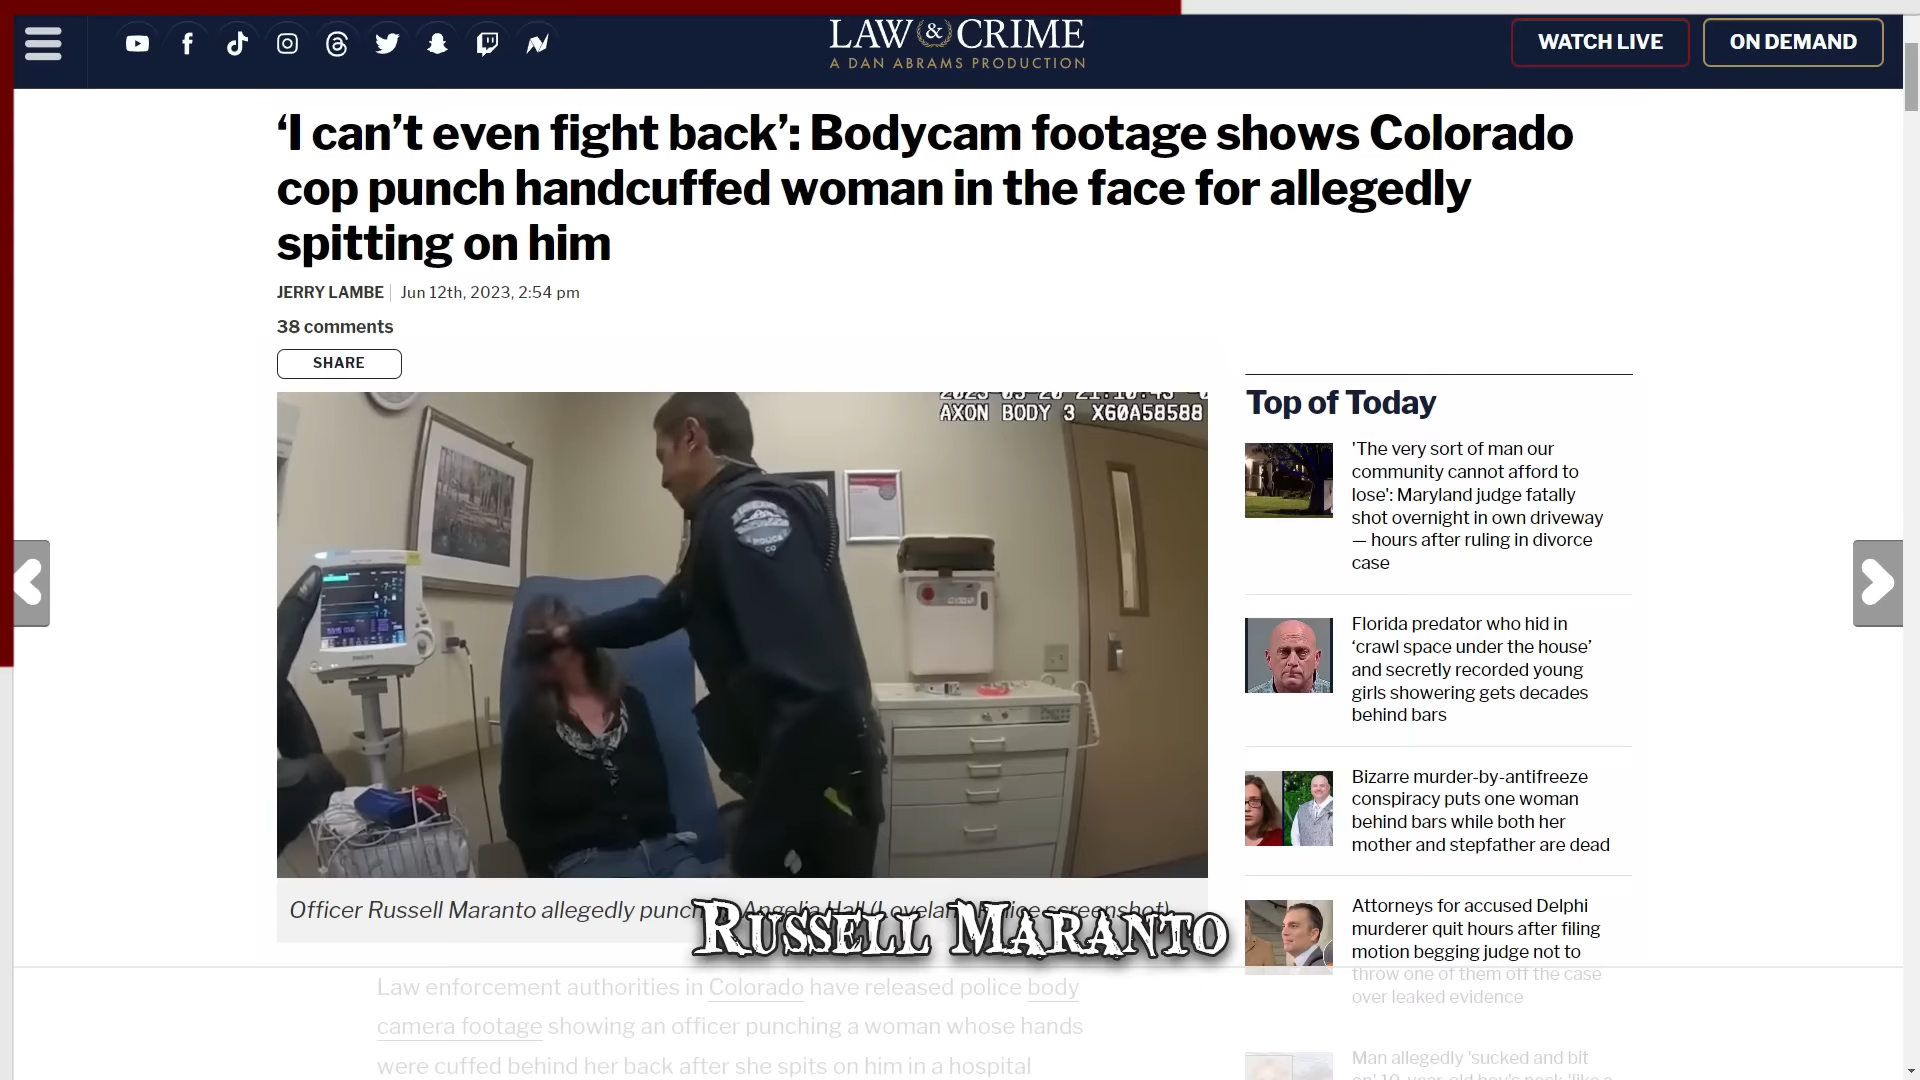 LAW & CRIME
A DAN ABRAMS PRODUCTION
WATCH LIVE
ON DEMAND
‘I can’t even fight back’: Bodycam footage shows Colorado
cop punch handcuffed woman in the face for allegedly
spitting on him
JERRY LAMBE
Jun 12th, 2023, 2:54 pm
38 comments
SHARE
AXON BODY 3 X60A58588
POLICE
CO
PHILIPS
Officer Russell Maranto allegedly Angelia Hall screenshot)
Russell Maranto
Law enforcement authorities in Colorado have released police body
camera footage showing an officer punching a woman whose hands
were cuffed behind her back after she spits on him in a hospital
Top of Today
'The very sort of man our
community cannot afford to
lose': Maryland judge fatally
shot overnight in own driveway
— hours after ruling in divorce
case
Florida predator who hid in
‘crawl space under the house’
and secretly recorded young
girls showering gets decades
behind bars
Bizarre murder-by-antifreeze
conspiracy puts one woman
behind bars while both her
mother and stepfather are dead
Attorneys for accused Delphi
murderer quit hours after filing
motion begging judge not to
throw one of them off the case
over leaked evidence
Man allegedly 'sucked and bit